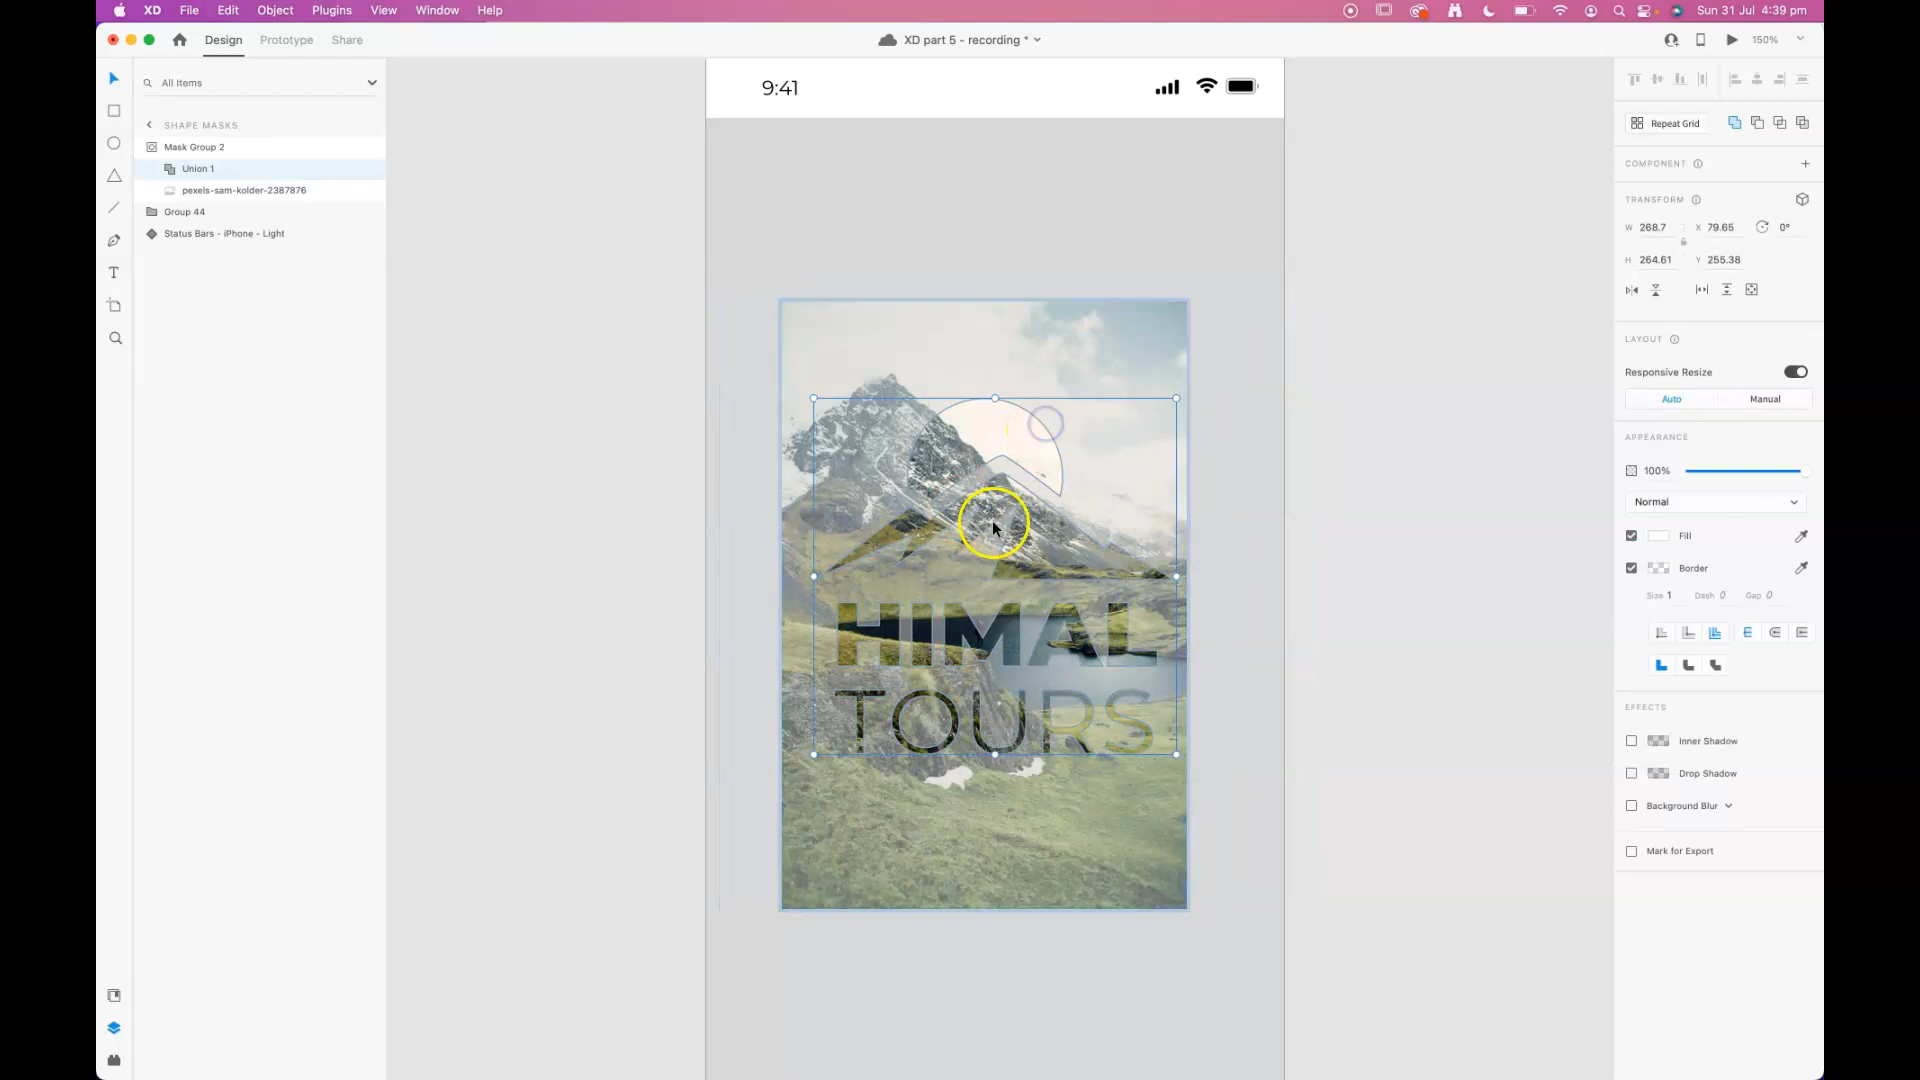 XD File Edit Object Plugins View Window Help Sun 31 Jul 4:39 pm
Design Prototype Share XD part 5 - recording * 150%
All Items
9:41
SHAPE MASKS
Mask Group 2
Union 1
pexels-sam-kolder-2387876
Group 44
Status Bars - iPhone - Light
HIMAL
TOURS
Repeat Grid
COMPONENT
TRANSFORM
W 268.7 X 79.65 0°
H 264.61 Y 255.38
LAYOUT
Responsive Resize
Auto Manual
APPEARANCE
100%
Normal
Fill
Border
Size 1 Dash 0 Gap 0
EFFECTS
Inner Shadow
Drop Shadow
Background Blur
Mark for Export